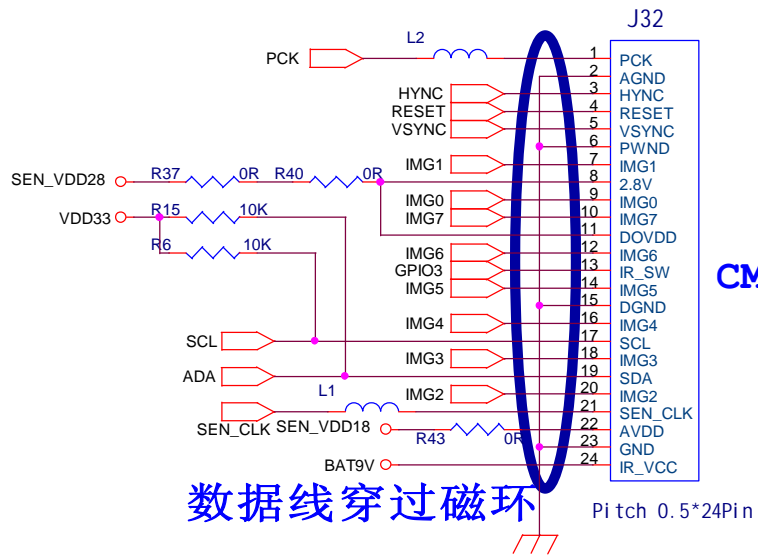 J32
L2
PCK 1 PCK
2 AGND
HYNC 3 HYNC
RESET 4 RESET
VSYNC 5 VSYNC
6 PWND
IMG1 7 IMG1
SEN_VDD28 R37 0R R40 0R 8 2.8V
IMG0 9 IMG0
VDD33 R15 10K IMG7 10 IMG7
11 DOVDD
R6 10K IMG6 12 IMG6
GPIO3 13 IR_SW
CM
IMG5 14 IMG5
15 DGND
IMG4 16 IMG4
SCL 17 SCL
IMG3 18 IMG3
ADA 19 SDA
L1 IMG2 20 IMG2
SEN_CLK 21 SEN_CLK
SEN_VDD18 R43 0R 22 AVDD
23 GND
BAT9V 24 IR_VCC
数据线穿过磁环
Pitch 0.5*24Pin